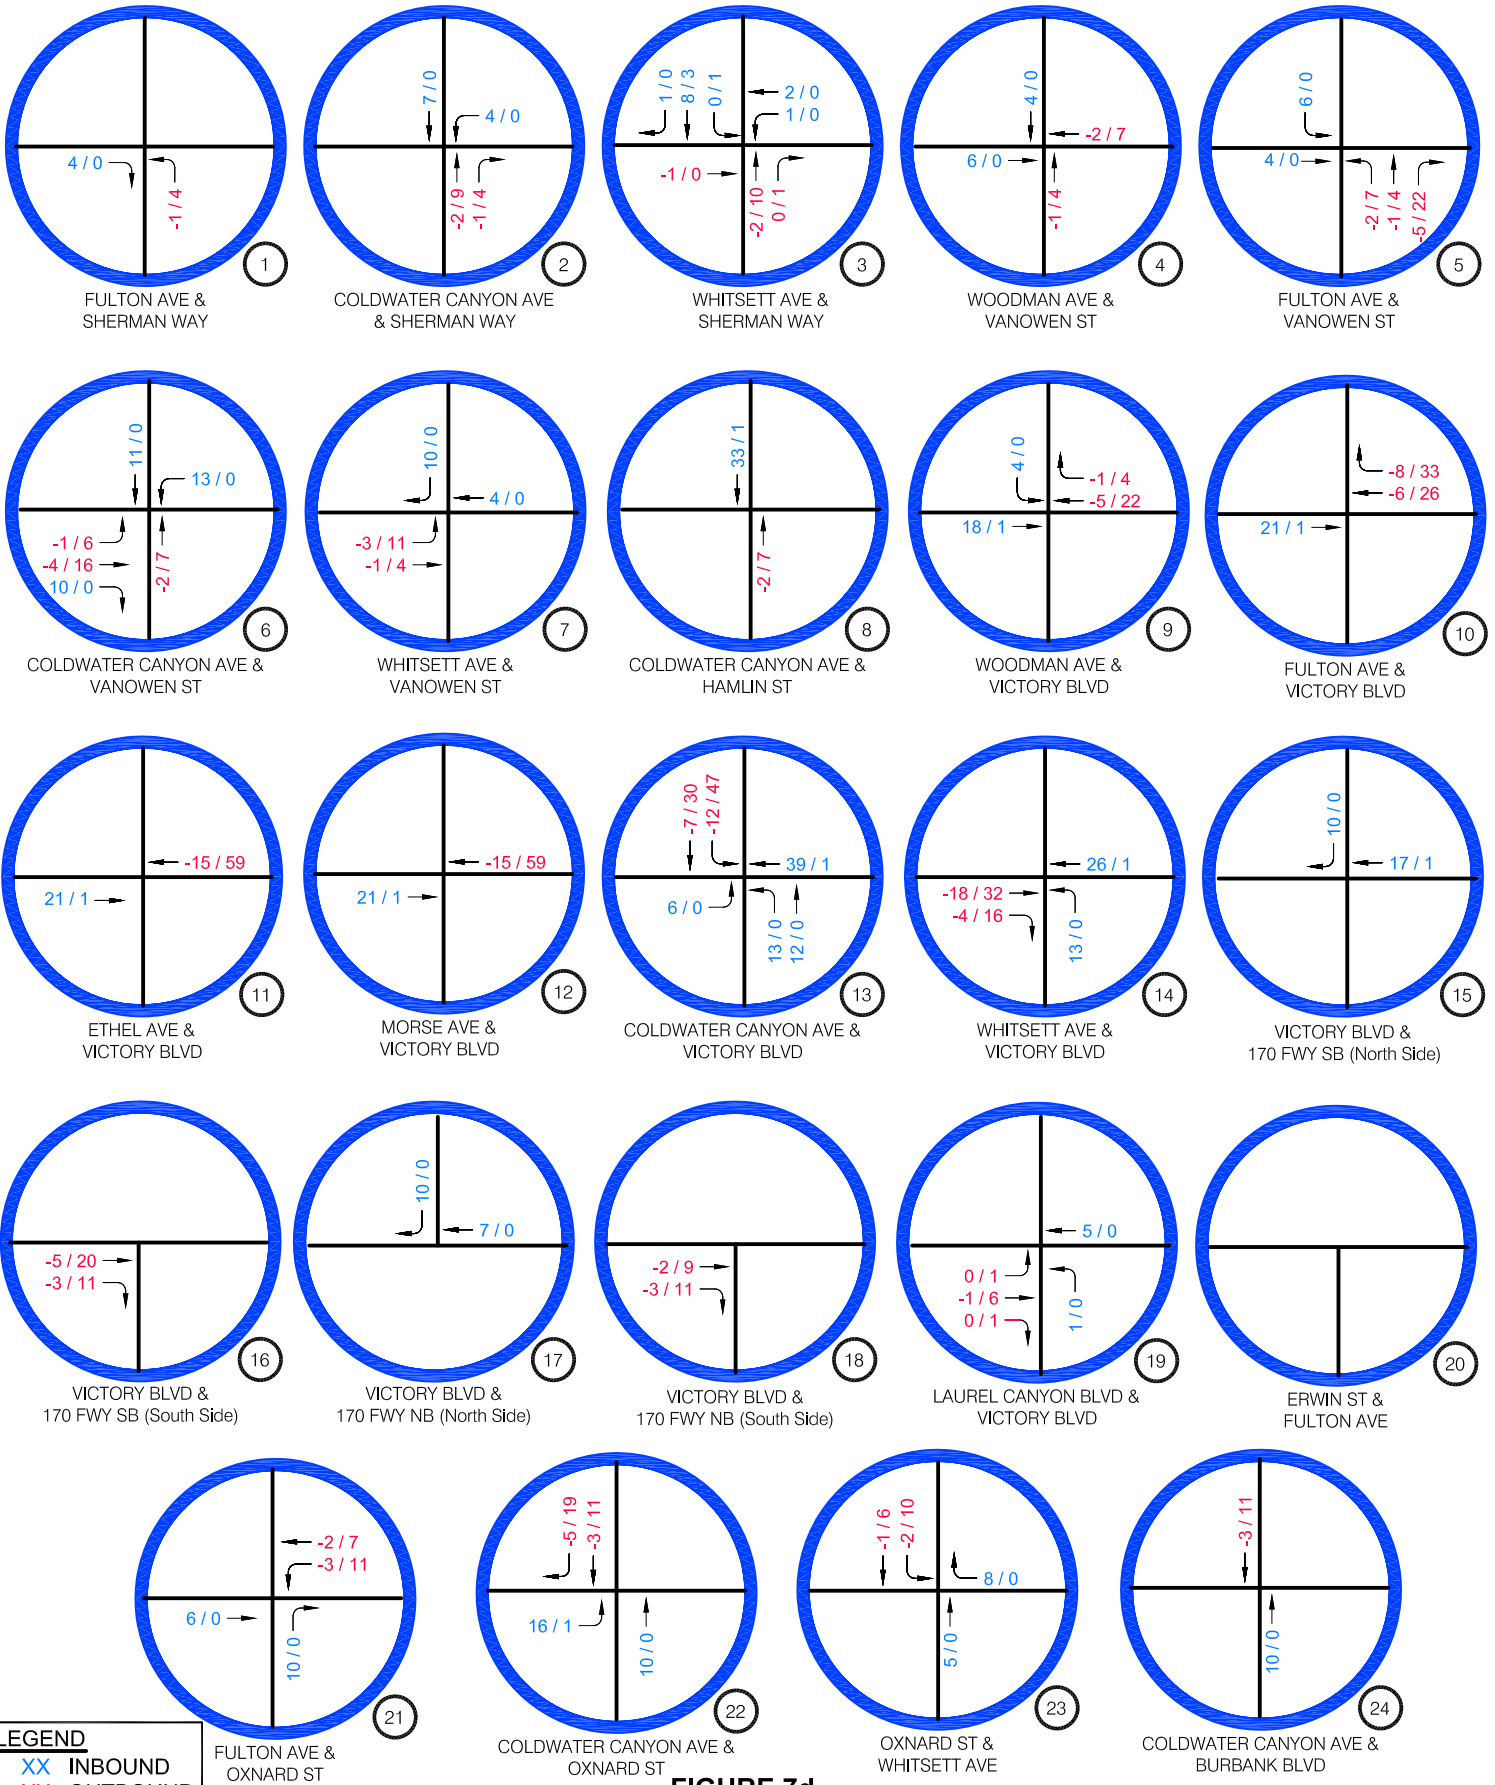 4 / 0
-1 / 4
1
FULTON AVE &
SHERMAN WAY
7 / 0
4 / 0
-2 / 9
-1 / 4
2
COLDWATER CANYON AVE
& SHERMAN WAY
1 / 0
8 / 3
0 / 1
2 / 0
1 / 0
-1 / 0
-2 / 10
0 / 1
3
WHITSETT AVE &
SHERMAN WAY
4 / 0
-2 / 7
6 / 0
-1 / 4
4
WOODMAN AVE &
VANOWEN ST
6 / 0
4 / 0
-2 / 7
-1 / 4
-5 / 22
5
FULTON AVE &
VANOWEN ST
11 / 0
13 / 0
-1 / 6
-4 / 16
10 / 0
-2 / 7
6
COLDWATER CANYON AVE &
VANOWEN ST
10 / 0
4 / 0
-3 / 11
-1 / 4
7
WHITSETT AVE &
VANOWEN ST
33 / 1
-2 / 7
8
COLDWATER CANYON AVE &
HAMLIN ST
4 / 0
-1 / 4
-5 / 22
18 / 1
9
WOODMAN AVE &
VICTORY BLVD
-8 / 33
-6 / 26
21 / 1
10
FULTON AVE &
VICTORY BLVD
-15 / 59
21 / 1
11
ETHEL AVE &
VICTORY BLVD
-15 / 59
21 / 1
12
MORSE AVE &
VICTORY BLVD
-7 / 30
-12 / 47
39 / 1
6 / 0
13 / 0
12 / 0
13
COLDWATER CANYON AVE &
VICTORY BLVD
26 / 1
-18 / 32
-4 / 16
13 / 0
14
WHITSETT AVE &
VICTORY BLVD
10 / 0
17 / 1
15
VICTORY BLVD &
170 FWY SB (North Side)
-5 / 20
-3 / 11
16
VICTORY BLVD &
170 FWY SB (South Side)
10 / 0
7 / 0
17
VICTORY BLVD &
170 FWY NB (North Side)
-2 / 9
-3 / 11
18
VICTORY BLVD &
170 FWY NB (South Side)
5 / 0
0 / 1
-1 / 6
0 / 1
1 / 0
19
LAUREL CANYON BLVD &
VICTORY BLVD
20
ERWIN ST &
FULTON AVE
-2 / 7
-3 / 11
6 / 0
10 / 0
21
FULTON AVE &
OXNARD ST
-5 / 19
-3 / 11
16 / 1
10 / 0
22
COLDWATER CANYON AVE &
OXNARD ST
-1 / 6
-2 / 10
8 / 0
5 / 0
23
OXNARD ST &
WHITSETT AVE
-3 / 11
10 / 0
24
COLDWATER CANYON AVE &
BURBANK BLVD
LEGEND
XX INBOUND
XX OUTBOUND
FIGURE 7d